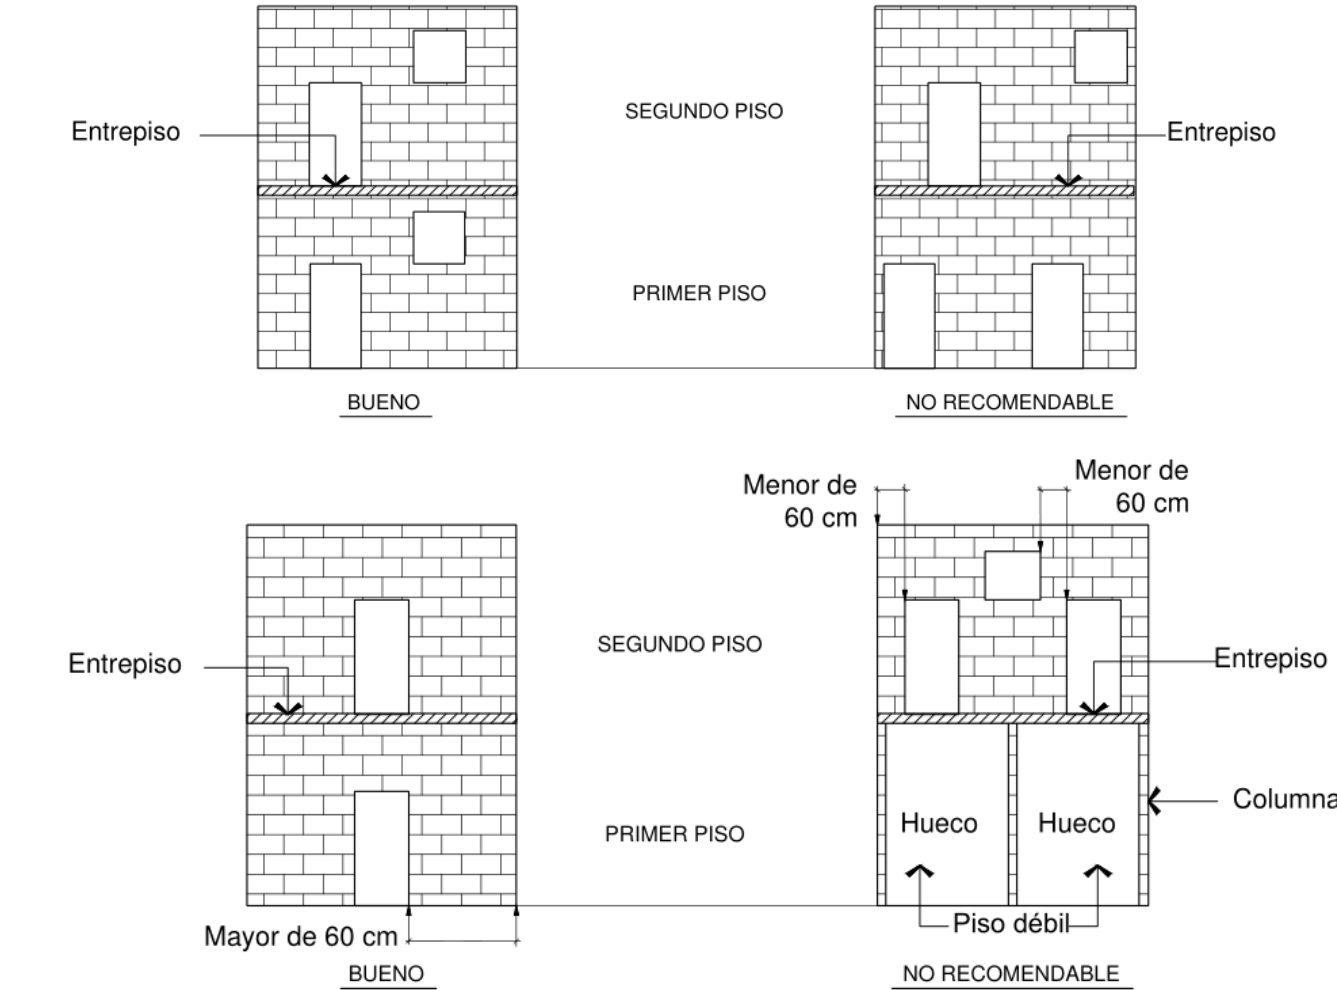 SEGUNDO PISO
Entrepiso
Entrepiso
PRIMER PISO
BUENO
NO RECOMENDABLE
Menor de
60 cm
Menor de
60 cm
SEGUNDO PISO
Entrepiso
Entrepiso
Columna
PRIMER PISO
Hueco
Hueco
Piso débil
Mayor de 60 cm
BUENO
NO RECOMENDABLE